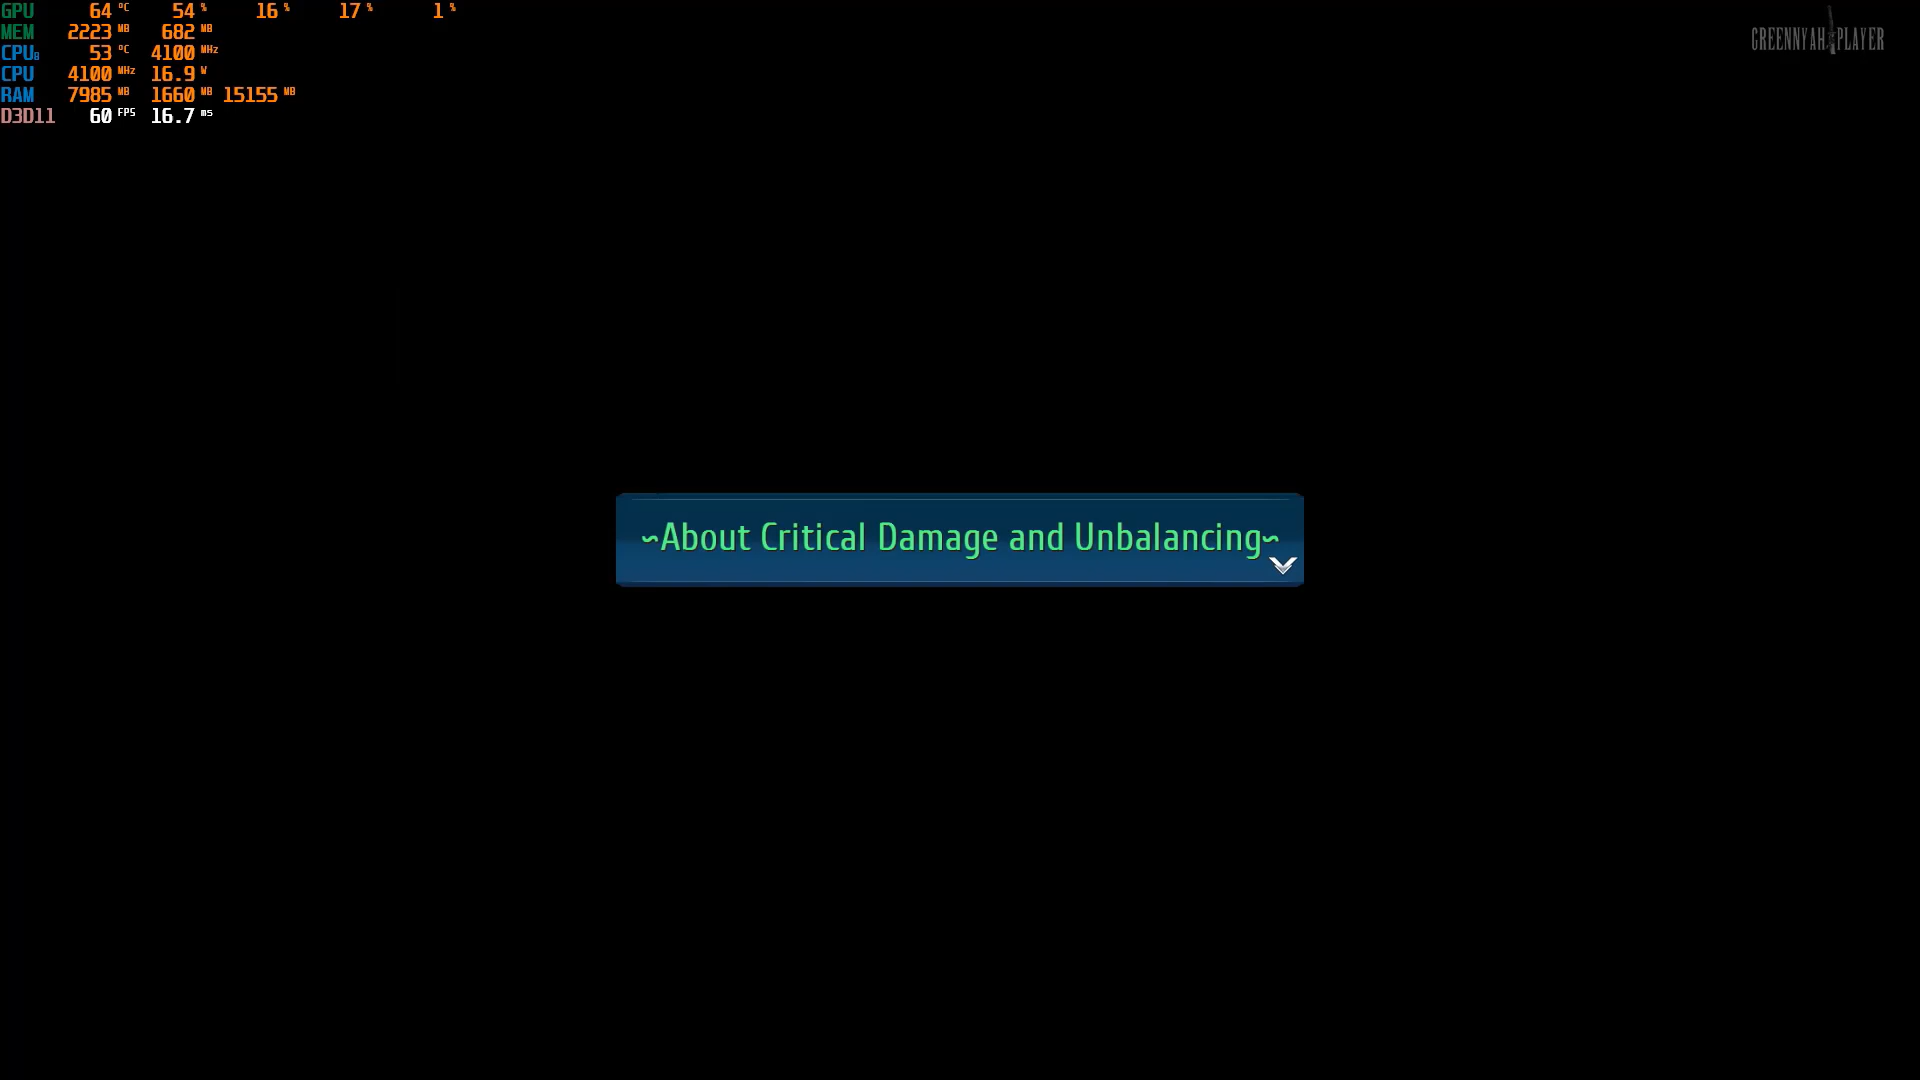 GPU 64 °C 54 % 16 % 17 % 1 %
MEM 2223 MB 682 MB
CPU8 53 °C 4100 MHz
CPU 4100 MHz 16.9 W
RAM 7985 MB 1660 MB 15155 MB
D3D11 60 FPS 16.7 ms
GREENNYAH PLAYER
~About Critical Damage and Unbalancing~